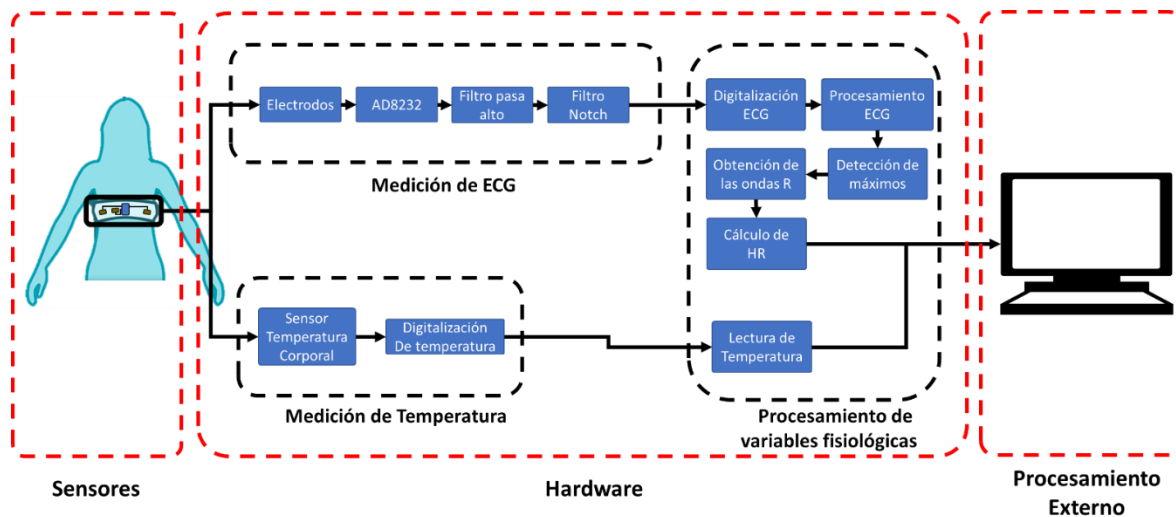 Electrodos
AD8232
Filtro pasa
alto
Filtro
Notch
Medición de ECG
Digitalización
ECG
Procesamiento
ECG
Obtención de
las ondas R
Detección de
máximos
Cálculo de
HR
Sensor
Temperatura
Corporal
Digitalización
De temperatura
Medición de Temperatura
Lectura de
Temperatura
Procesamiento de
variables fisiológicas
Sensores
Hardware
Procesamiento
Externo